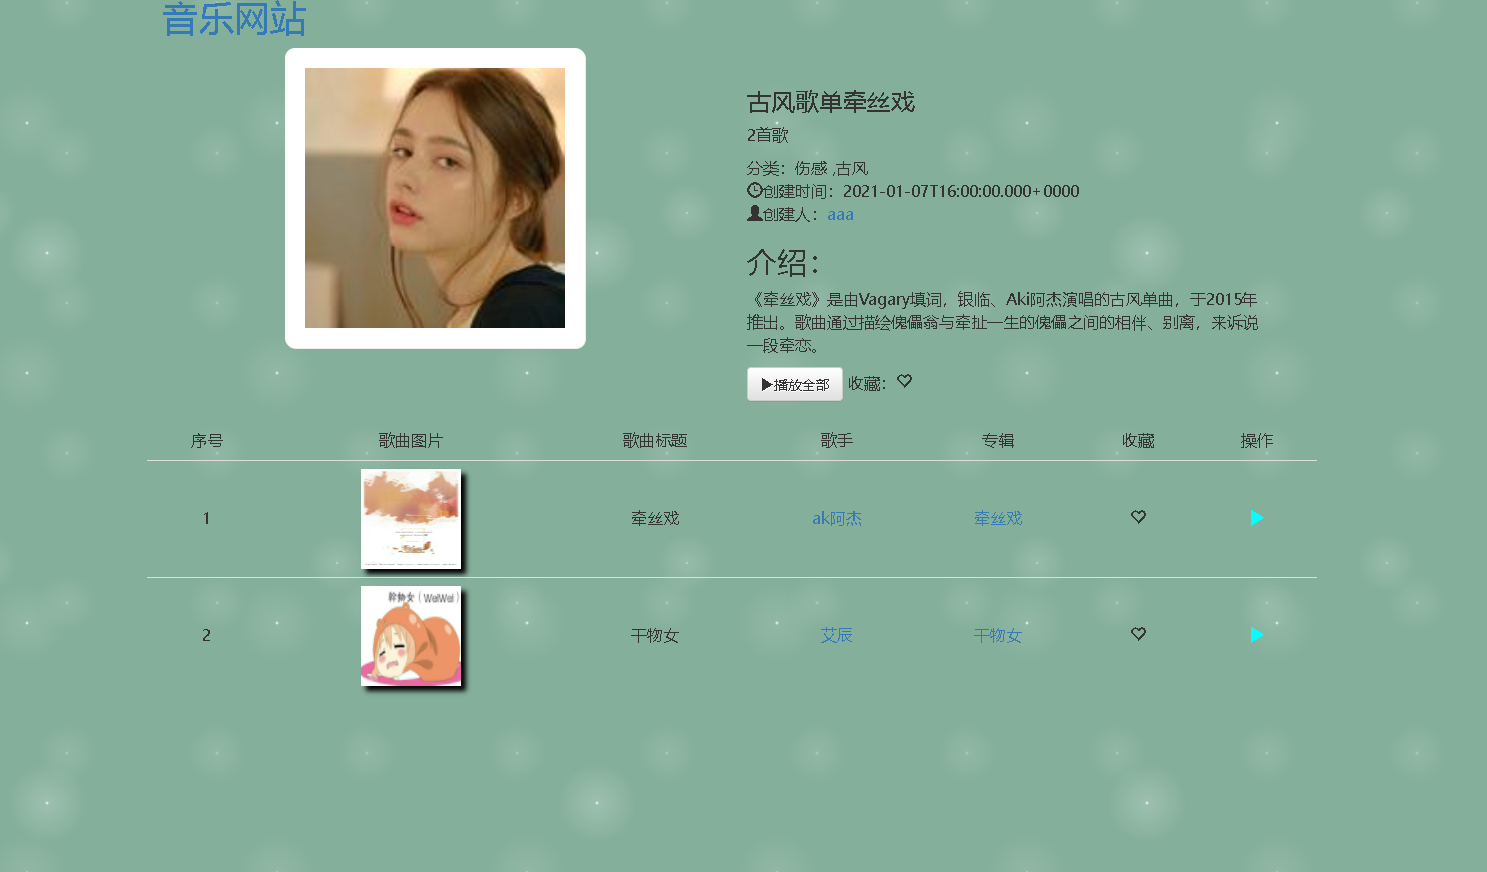 音乐网站
古风歌单牵丝戏
2首歌
分类：伤感 ,古风
创建时间：2021-01-07T16:00:00.000+0000
创建人：aaa
介绍：
《牵丝戏》是由Vagary填词，银临、Aki阿杰演唱的古风单曲，于2015年
推出。歌曲通过描绘傀儡翁与牵扯一生的傀儡之间的相伴、别离，来诉说
一段牵恋。
播放全部 收藏：
序号 歌曲图片 歌曲标题 歌手 专辑 收藏 操作
1 牵丝戏 ak阿杰 牵丝戏
(WeiWei)
2 干物女 艾辰 干物女